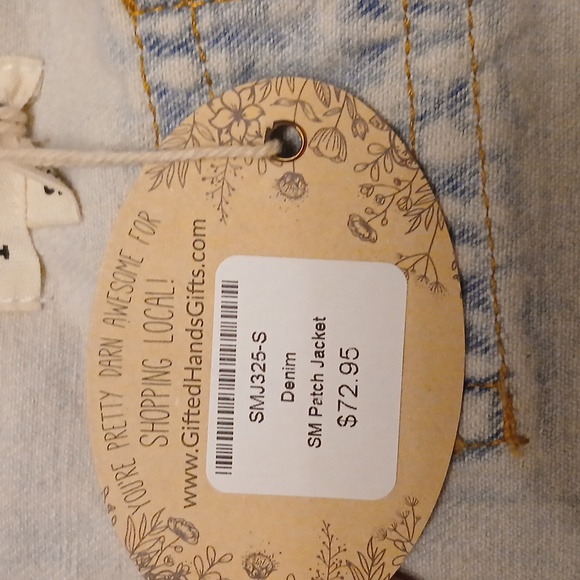 YOU'RE PRETTY DARN AWESOME FOR
SHOPPING LOCAL!
www.GiftedHandsGifts.com
SMJ325-S
Denim
SM Patch Jacket
$72.95